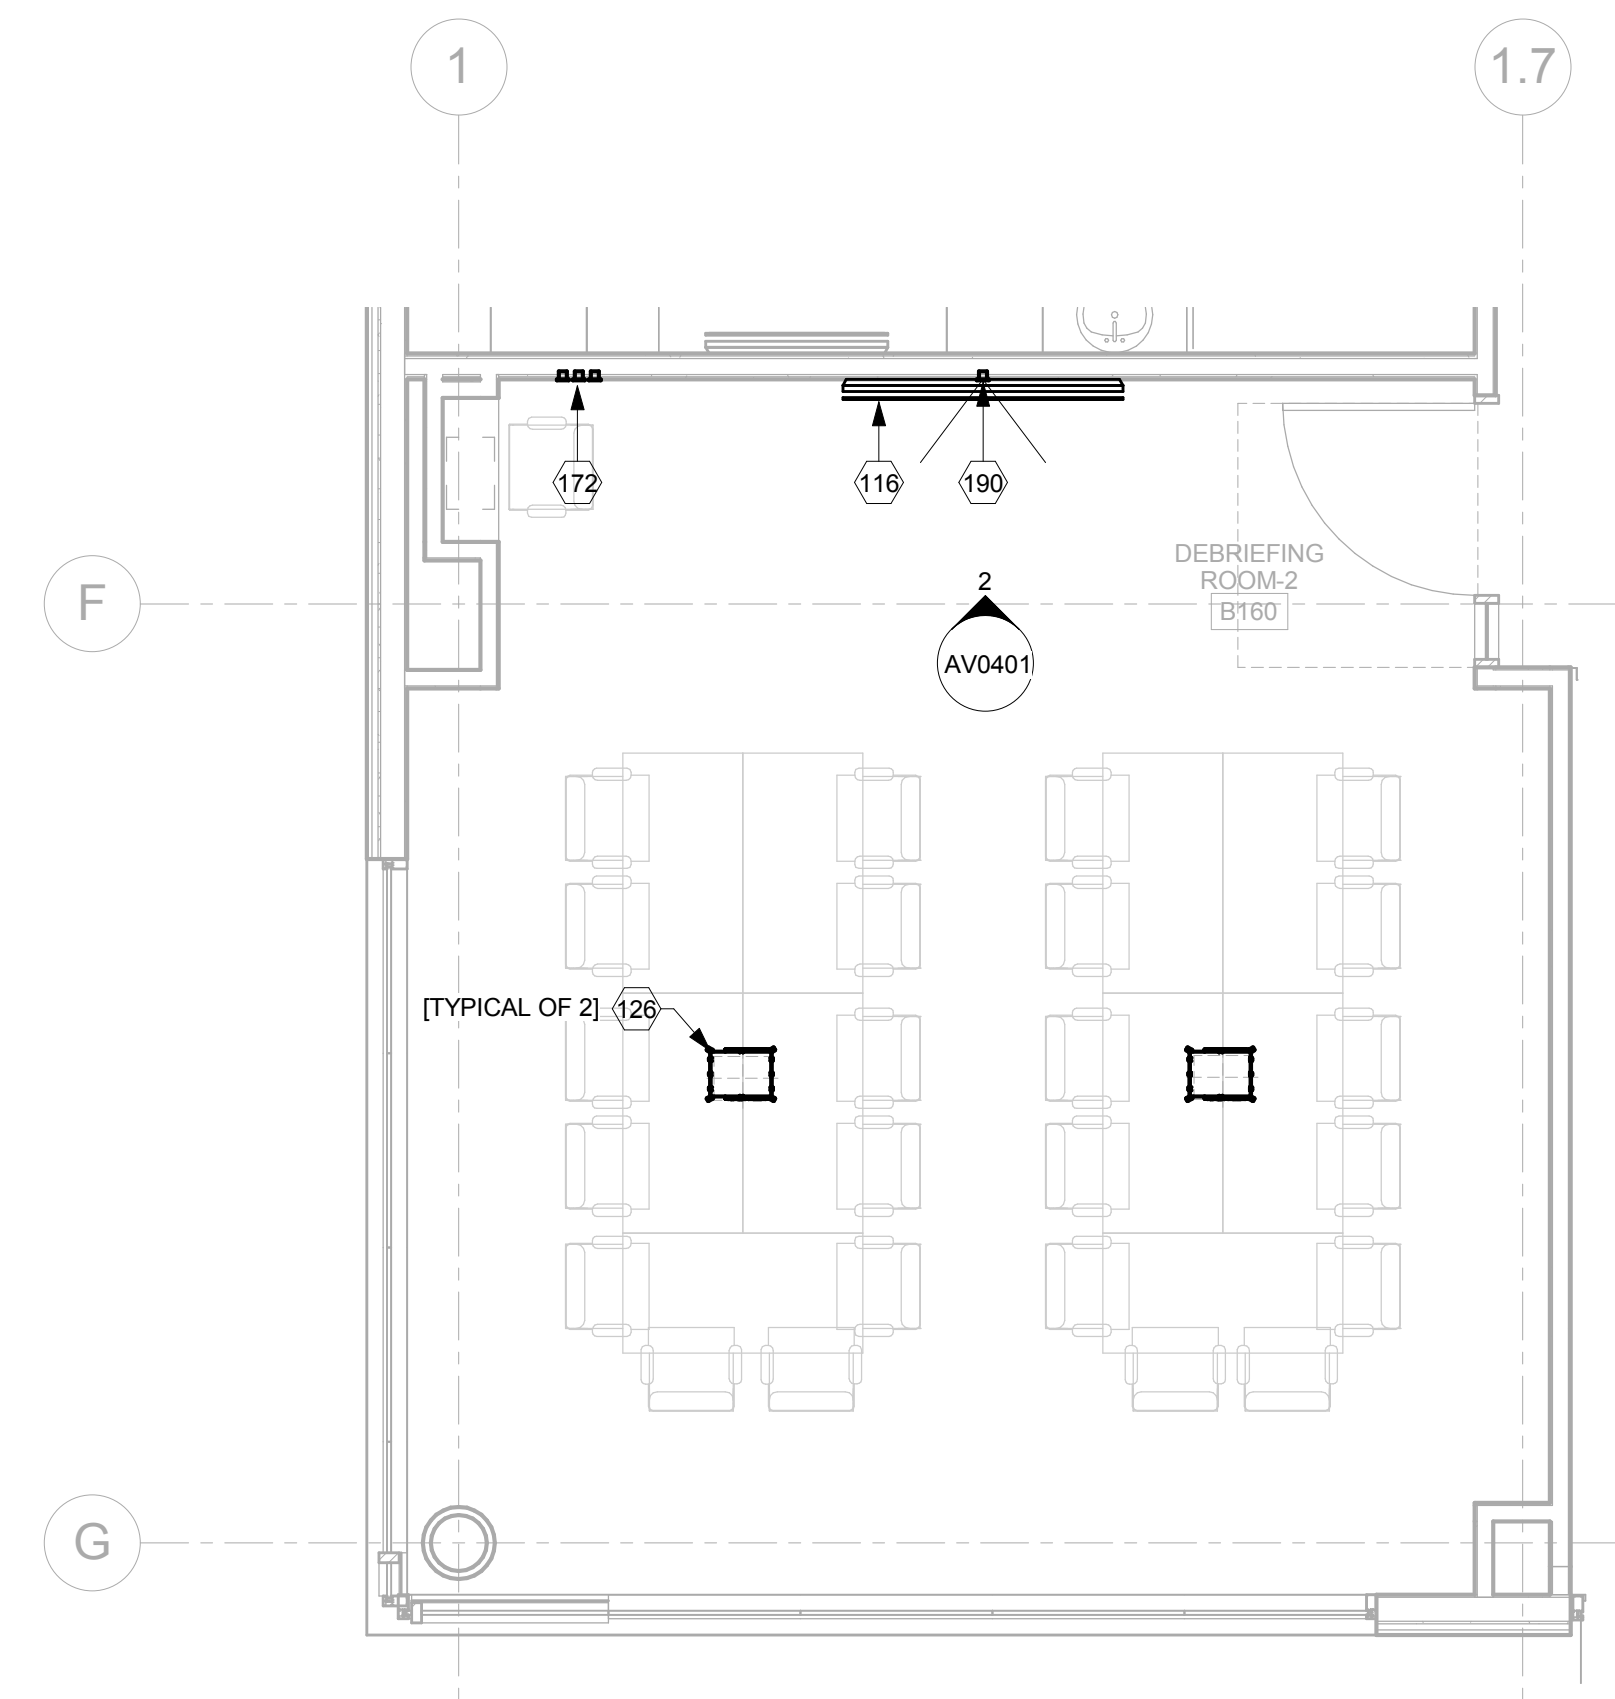 1
1.7
172
116
190
DEBRIEFING
ROOM-2
B160
F
2
AV0401
[TYPICAL OF 2]
126
G